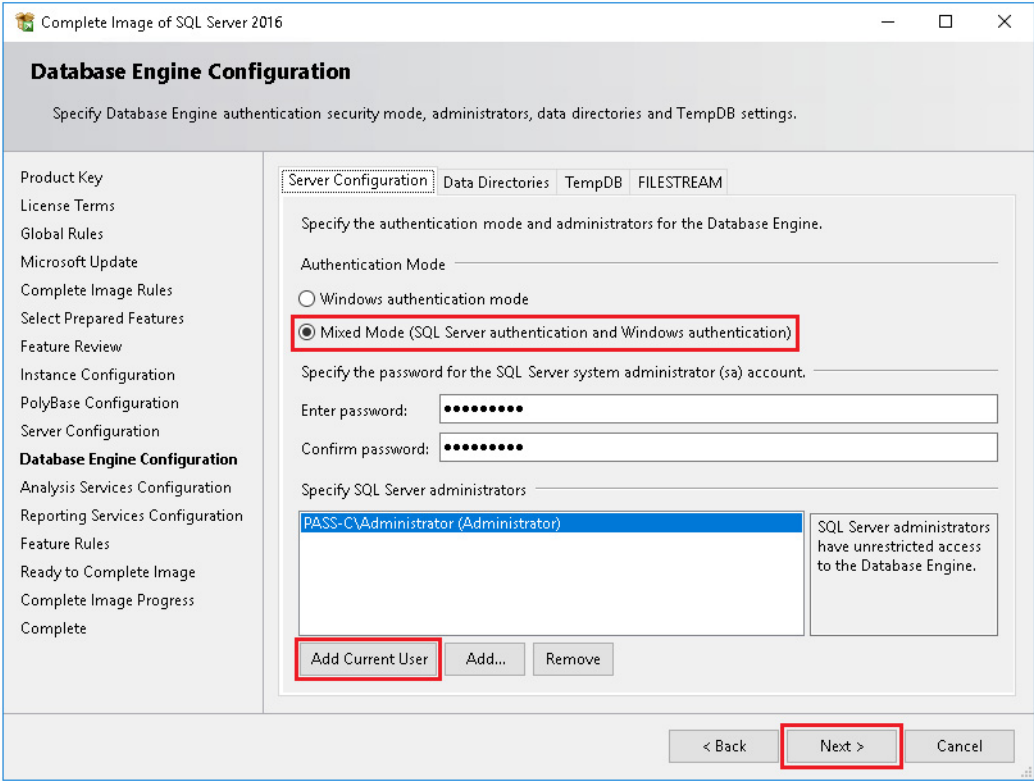 Complete Image of SQL Server 2016
Database Engine Configuration
Specify Database Engine authentication security mode, administrators, data directories and TempDB settings.
Product Key
License Terms
Global Rules
Microsoft Update
Complete Image Rules
Select Prepared Features
Feature Review
Instance Configuration
PolyBase Configuration
Server Configuration
Database Engine Configuration
Analysis Services Configuration
Reporting Services Configuration
Feature Rules
Ready to Complete Image
Complete Image Progress
Complete
Server Configuration Data Directories TempDB FILESTREAM
Specify the authentication mode and administrators for the Database Engine.
Authentication Mode
Windows authentication mode
Mixed Mode (SQL Server authentication and Windows authentication)
Specify the password for the SQL Server system administrator (sa) account.
Enter password: ●●●●●●●●●
Confirm password: ●●●●●●●●●
Specify SQL Server administrators
PASS-C\Administrator (Administrator)
SQL Server administrators
have unrestricted access
to the Database Engine.
Add Current User Add... Remove
< Back Next > Cancel